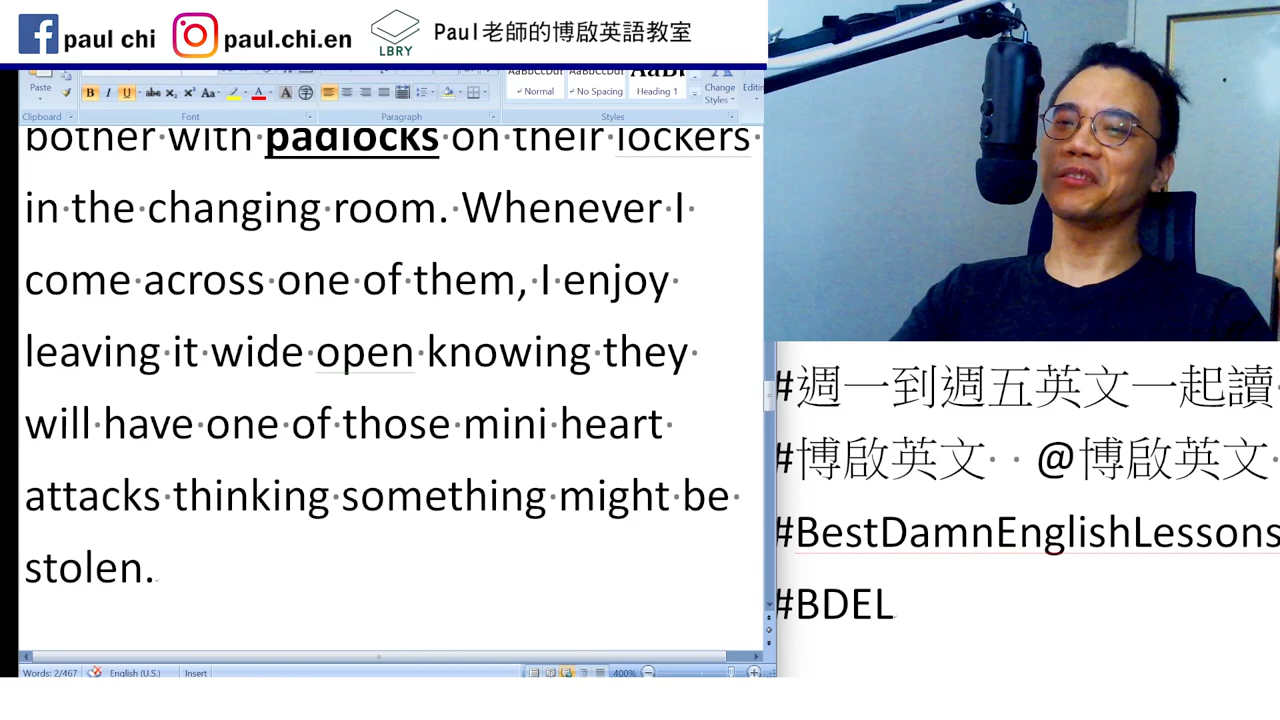 paul chi
paul.chi.en
LBRY
Paul老師的博啟英語教室
Paste
Change
Styles
Editin
AaBbCcDd
AaBbCcDd
AaBb
Normal
No Spacing
Heading 1
Clipboard
Font
Paragraph
Styles
bother with padlocks on their lockers
in the changing room. Whenever I
come across one of them, I enjoy
leaving it wide open knowing they
will have one of those mini heart
attacks thinking something might be
stolen.
#週一到週五英文一起讀
#博啟英文 @博啟英文
#BestDamnEnglishLessons
#BDEL
Words: 2/467
English (U.S.)
Insert
400%